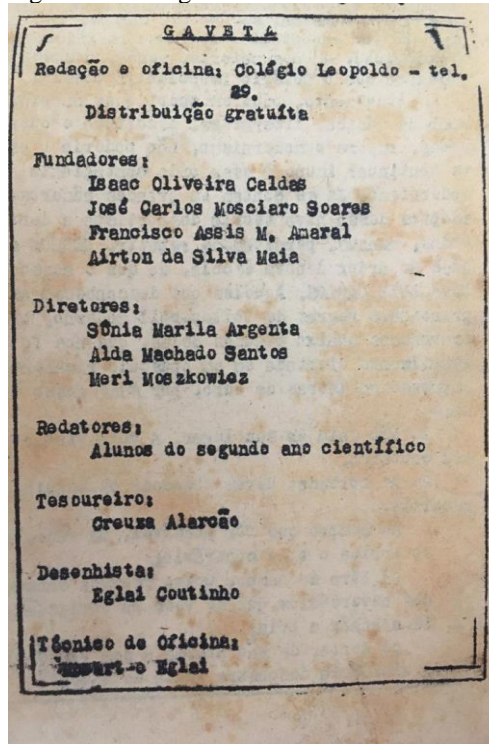 GAVETA
Redação e oficina: Colégio Leopoldo - tel.
29.
Distribuição gratuíta
Fundadores:
Isaac Oliveira Caldas
José Carlos Mosciaro Soares
Francisco Assis M. Amaral
Airton da Silva Maia
Diretores:
Sônia Marila Argenta
Alda Machado Santos
Meri Moszkowicz
Redatores:
Alunos do segundo ano científico
Tesoureiro:
Creuza Alarcão
Desenhista:
Eglai Coutinho
Técnico de Oficina:
e Eglai